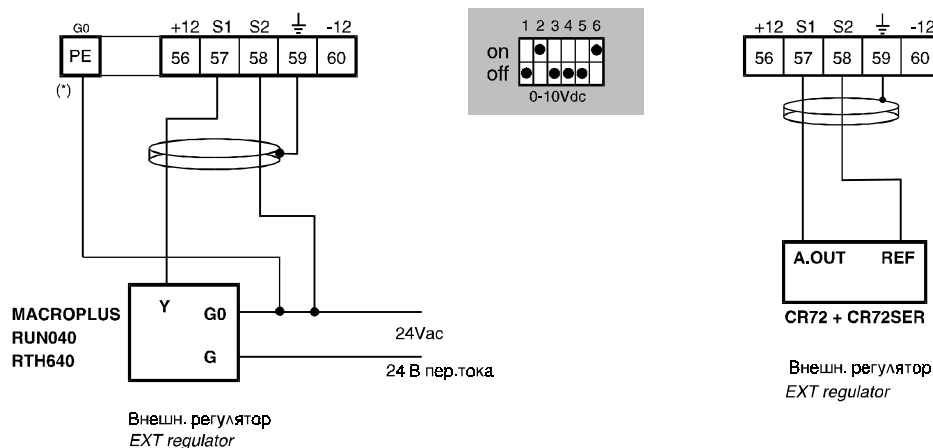 G0 +12 S1 S2 -12
PE 56 57 58 59 60
(*)
Y
G0
G
MACROPLUS
RUN040
RTH640
24Vac
24 В пер.тока
Внешн. регулятор
EXT regulator
1 2 3 4 5 6
on
off
0-10Vdc
+12 S1 S2 -12
56 57 58 59 60
A.OUT REF
CR72 + CR72SER
Внешн. регулятор
EXT regulator